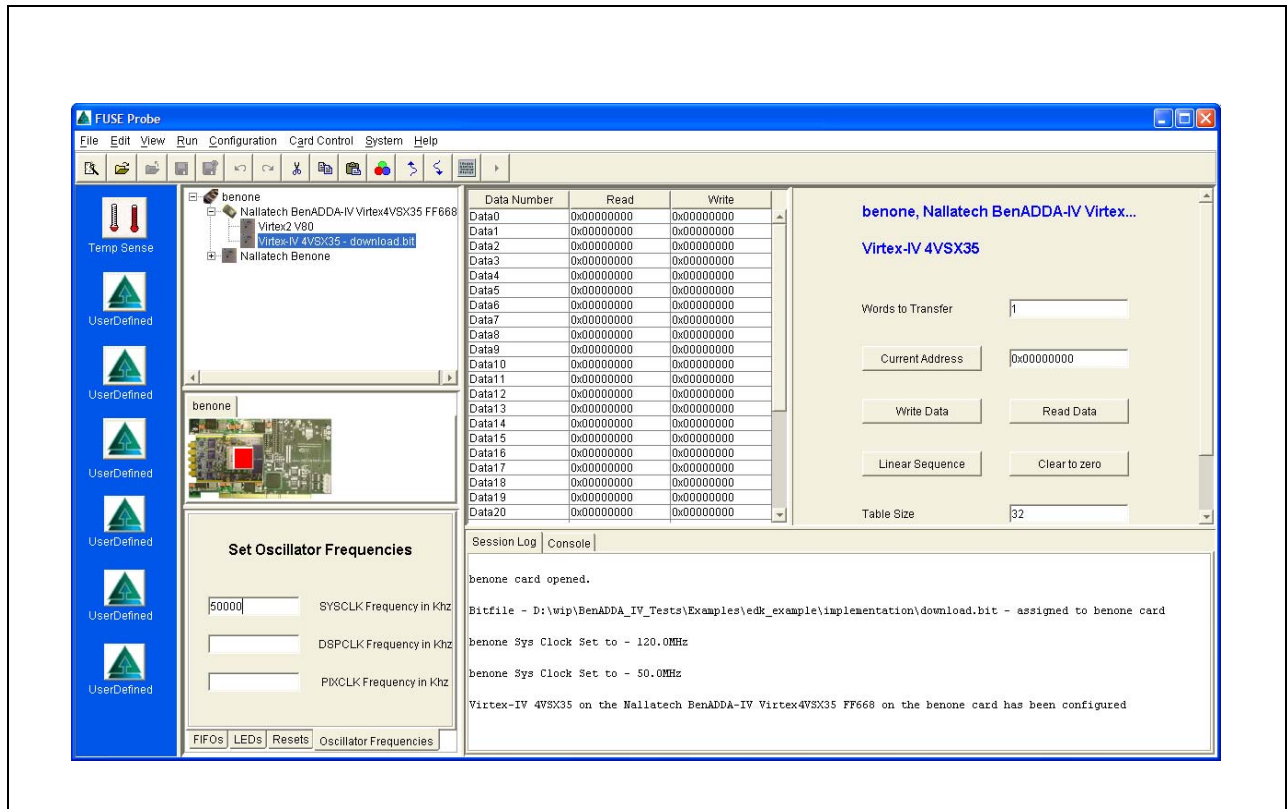 FUSE Probe
File Edit View Run Configuration Card Control System Help
Temp Sense
UserDefined
UserDefined
UserDefined
UserDefined
UserDefined
UserDefined
benone
Nallatech BenADDA-IV Virtex4VSX35 FF668
Virtex2 V80
Virtex-IV 4VSX35 - download.bit
Nallatech Benone
benone
Set Oscillator Frequencies
50000 SYSCLK Frequency in Khz
DSPCLK Frequency in Khz
PIXCLK Frequency in Khz
FIFOs LEDs Resets Oscillator Frequencies
Data Number Read Write
Data0 0x00000000 0x00000000
Data1 0x00000000 0x00000000
Data2 0x00000000 0x00000000
Data3 0x00000000 0x00000000
Data4 0x00000000 0x00000000
Data5 0x00000000 0x00000000
Data6 0x00000000 0x00000000
Data7 0x00000000 0x00000000
Data8 0x00000000 0x00000000
Data9 0x00000000 0x00000000
Data10 0x00000000 0x00000000
Data11 0x00000000 0x00000000
Data12 0x00000000 0x00000000
Data13 0x00000000 0x00000000
Data14 0x00000000 0x00000000
Data15 0x00000000 0x00000000
Data16 0x00000000 0x00000000
Data17 0x00000000 0x00000000
Data18 0x00000000 0x00000000
Data19 0x00000000 0x00000000
Data20 0x00000000 0x00000000
benone, Nallatech BenADDA-IV Virtex...
Virtex-IV 4VSX35
Words to Transfer 1
Current Address 0x00000000
Write Data Read Data
Linear Sequence Clear to zero
Table Size 32
Session Log Console
benone card opened.
Bitfile - D:\wip\BenADDA_IV_Tests\Examples\edk_example\implementation\download.bit - assigned to benone card
benone Sys Clock Set to - 120.0MHz
benone Sys Clock Set to - 50.0MHz
Virtex-IV 4VSX35 on the Nallatech BenADDA-IV Virtex4VSX35 FF668 on the benone card has been configured